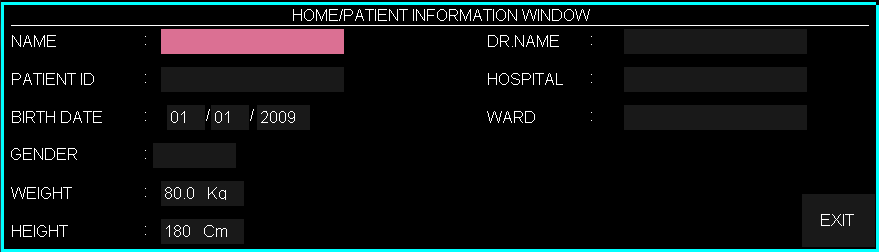 HOME/PATIENT INFORMATION WINDOW
NAME : DR.NAME :
PATIENT ID : HOSPITAL :
BIRTH DATE : 01 / 01 / 2009 WARD :
GENDER :
WEIGHT : 80.0 Kg
HEIGHT : 180 Cm
EXIT